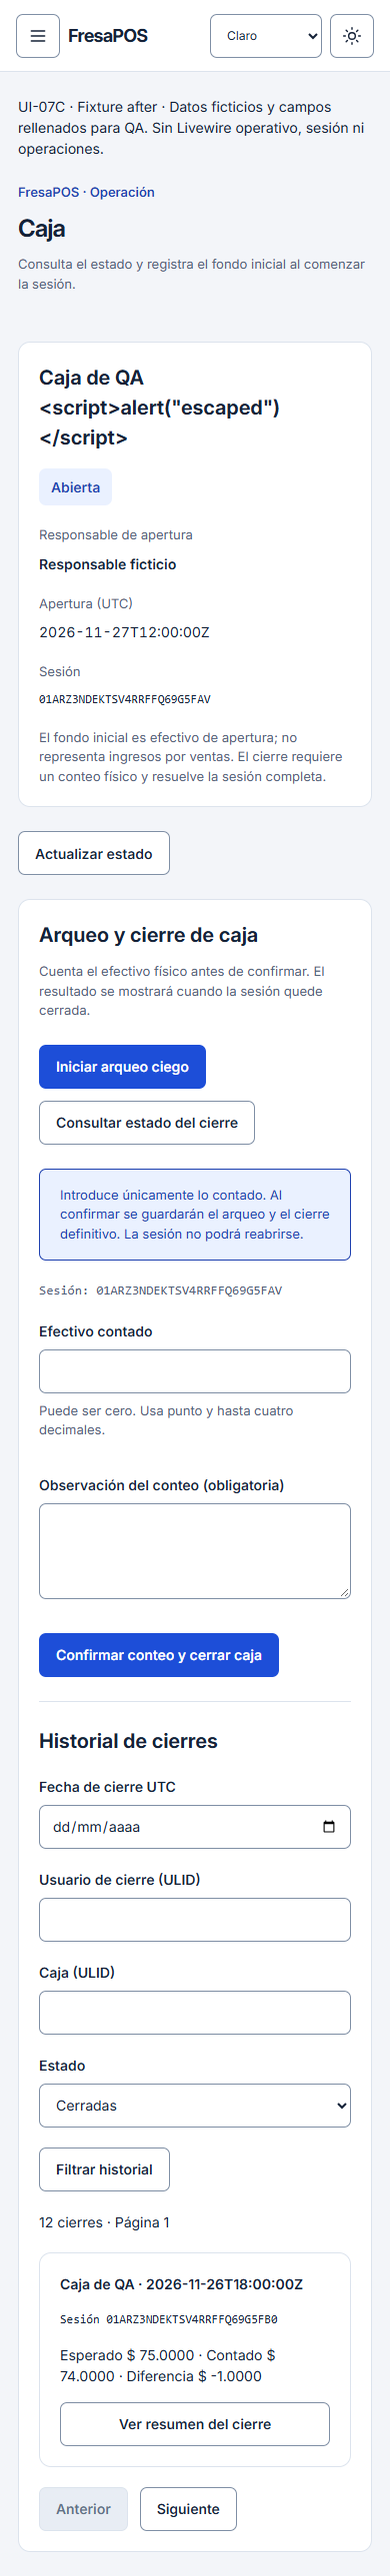 FresaPOS
Claro
UI-07C · Fixture after · Datos ficticios y campos
rellenados para QA. Sin Livewire operativo, sesión ni
operaciones.
FresaPOS · Operación
Caja
Consulta el estado y registra el fondo inicial al comenzar
la sesión.
Caja de QA
<script>alert("escaped")
</script>
Abierta
Responsable de apertura
Responsable ficticio
Apertura (UTC)
2026-11-27T12:00:00Z
Sesión
01ARZ3NDEKTSV4RRFFQ69G5FAV
El fondo inicial es efectivo de apertura; no
representa ingresos por ventas. El cierre requiere
un conteo físico y resuelve la sesión completa.
Actualizar estado
Arqueo y cierre de caja
Cuenta el efectivo físico antes de confirmar. El
resultado se mostrará cuando la sesión quede
cerrada.
Iniciar arqueo ciego
Consultar estado del cierre
Introduce únicamente lo contado. Al
confirmar se guardarán el arqueo y el cierre
definitivo. La sesión no podrá reabrirse.
Sesión: 01ARZ3NDEKTSV4RRFFQ69G5FAV
Efectivo contado
Puede ser cero. Usa punto y hasta cuatro
decimales.
Observación del conteo (obligatoria)
Confirmar conteo y cerrar caja
Historial de cierres
Fecha de cierre UTC
dd/mm/aaaa
Usuario de cierre (ULID)
Caja (ULID)
Estado
Cerradas
Filtrar historial
12 cierres · Página 1
Caja de QA · 2026-11-26T18:00:00Z
Sesión 01ARZ3NDEKTSV4RRFFQ69G5FB0
Esperado $ 75.0000 · Contado $
74.0000 · Diferencia $ -1.0000
Ver resumen del cierre
Anterior
Siguiente